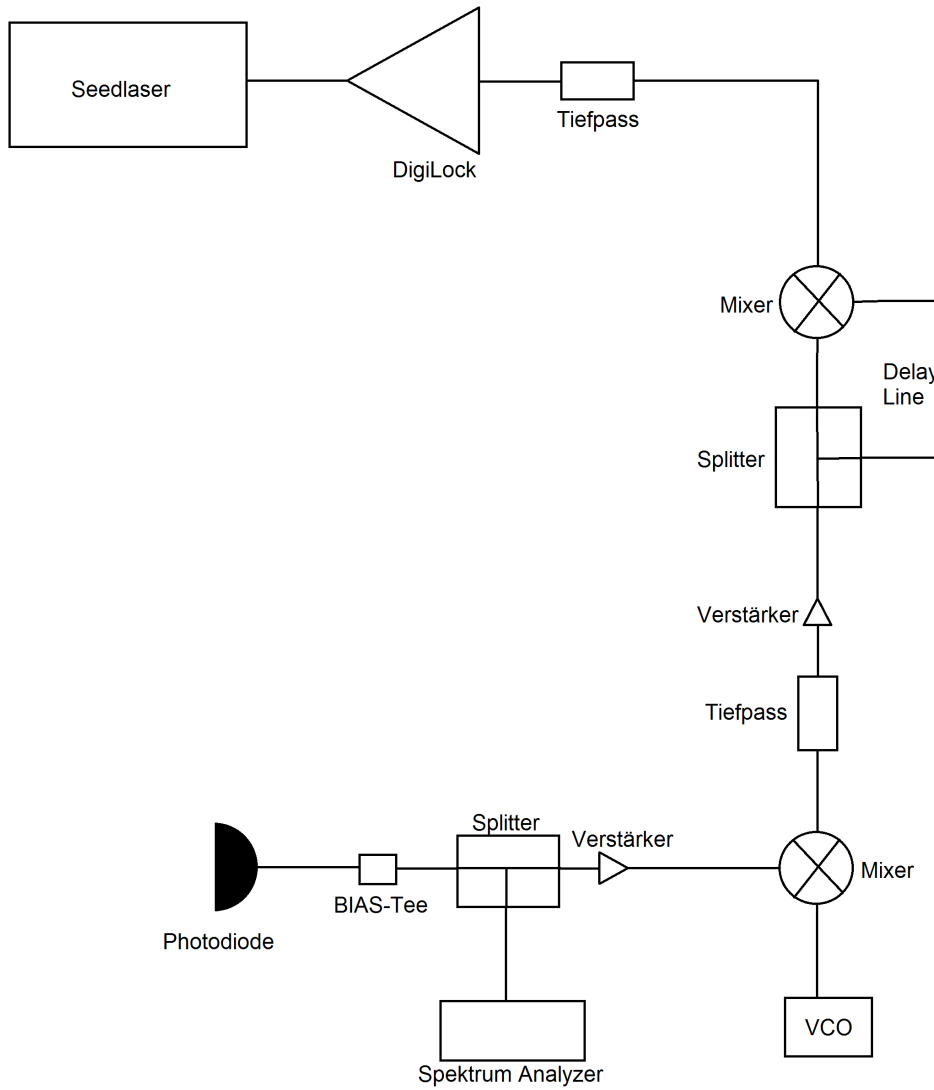 Seedlaser
Tiefpass
DigiLock
Mixer
Delay
Line
Splitter
Verstärker
Tiefpass
Splitter
Verstärker
Mixer
BIAS-Tee
Photodiode
VCO
Spektrum Analyzer